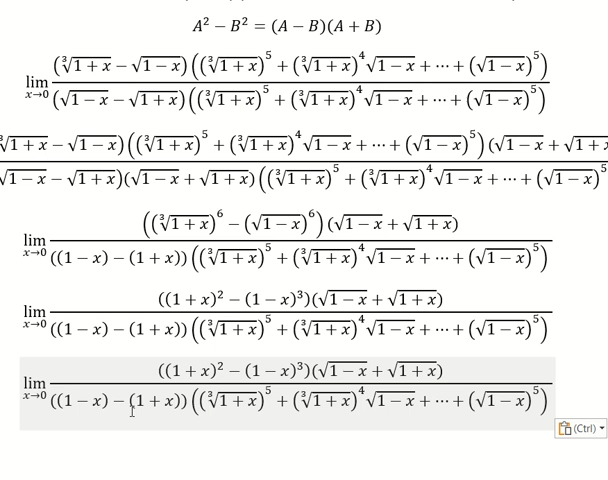 A² − B² = (A − B)(A + B)
lim x→0 (∛(1 + x) − √(1 − x))((∛(1 + x))⁵ + (∛(1 + x))⁴√(1 − x) + ⋯ + (√(1 − x))⁵) / (√(1 − x) − √(1 + x))((∛(1 + x))⁵ + (∛(1 + x))⁴√(1 − x) + ⋯ + (√(1 − x))⁵)
∛(1 + x) − √(1 − x))((∛(1 + x))⁵ + (∛(1 + x))⁴√(1 − x) + ⋯ + (√(1 − x))⁵)(√(1 − x) + √(1 + x / √(1 − x) − √(1 + x))(√(1 − x) + √(1 + x))((∛(1 + x))⁵ + (∛(1 + x))⁴√(1 − x) + ⋯ + (√(1 − x))⁵
lim x→0 ((∛(1 + x))⁶ − (√(1 − x))⁶)(√(1 − x) + √(1 + x)) / ((1 − x) − (1 + x))((∛(1 + x))⁵ + (∛(1 + x))⁴√(1 − x) + ⋯ + (√(1 − x))⁵)
lim x→0 ((1 + x)² − (1 − x)³)(√(1 − x) + √(1 + x)) / ((1 − x) − (1 + x))((∛(1 + x))⁵ + (∛(1 + x))⁴√(1 − x) + ⋯ + (√(1 − x))⁵)
lim x→0 ((1 + x)² − (1 − x)³)(√(1 − x) + √(1 + x)) / ((1 − x) − (1 + x))((∛(1 + x))⁵ + (∛(1 + x))⁴√(1 − x) + ⋯ + (√(1 − x))⁵)
(Ctrl)